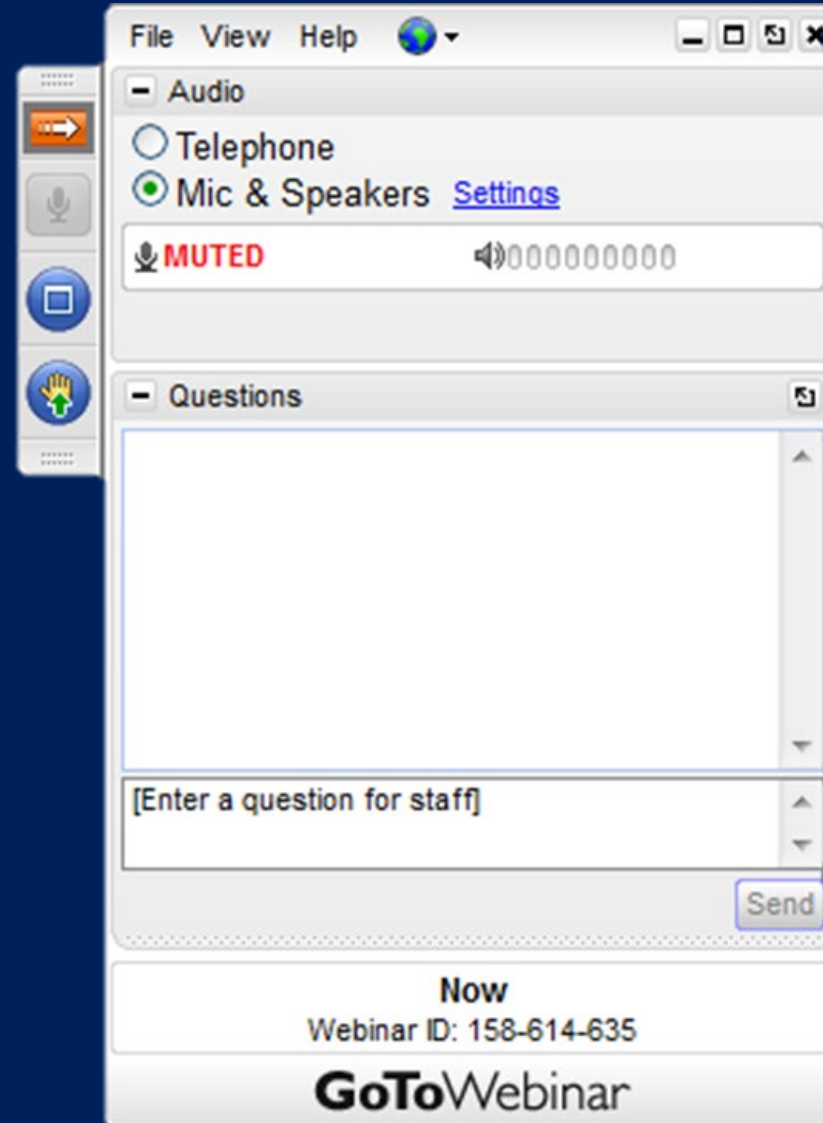 File View Help
Audio
Telephone
Mic & Speakers Settings
MUTED
Questions
[Enter a question for staff]
Send
Now
Webinar ID: 158-614-635
GoToWebinar